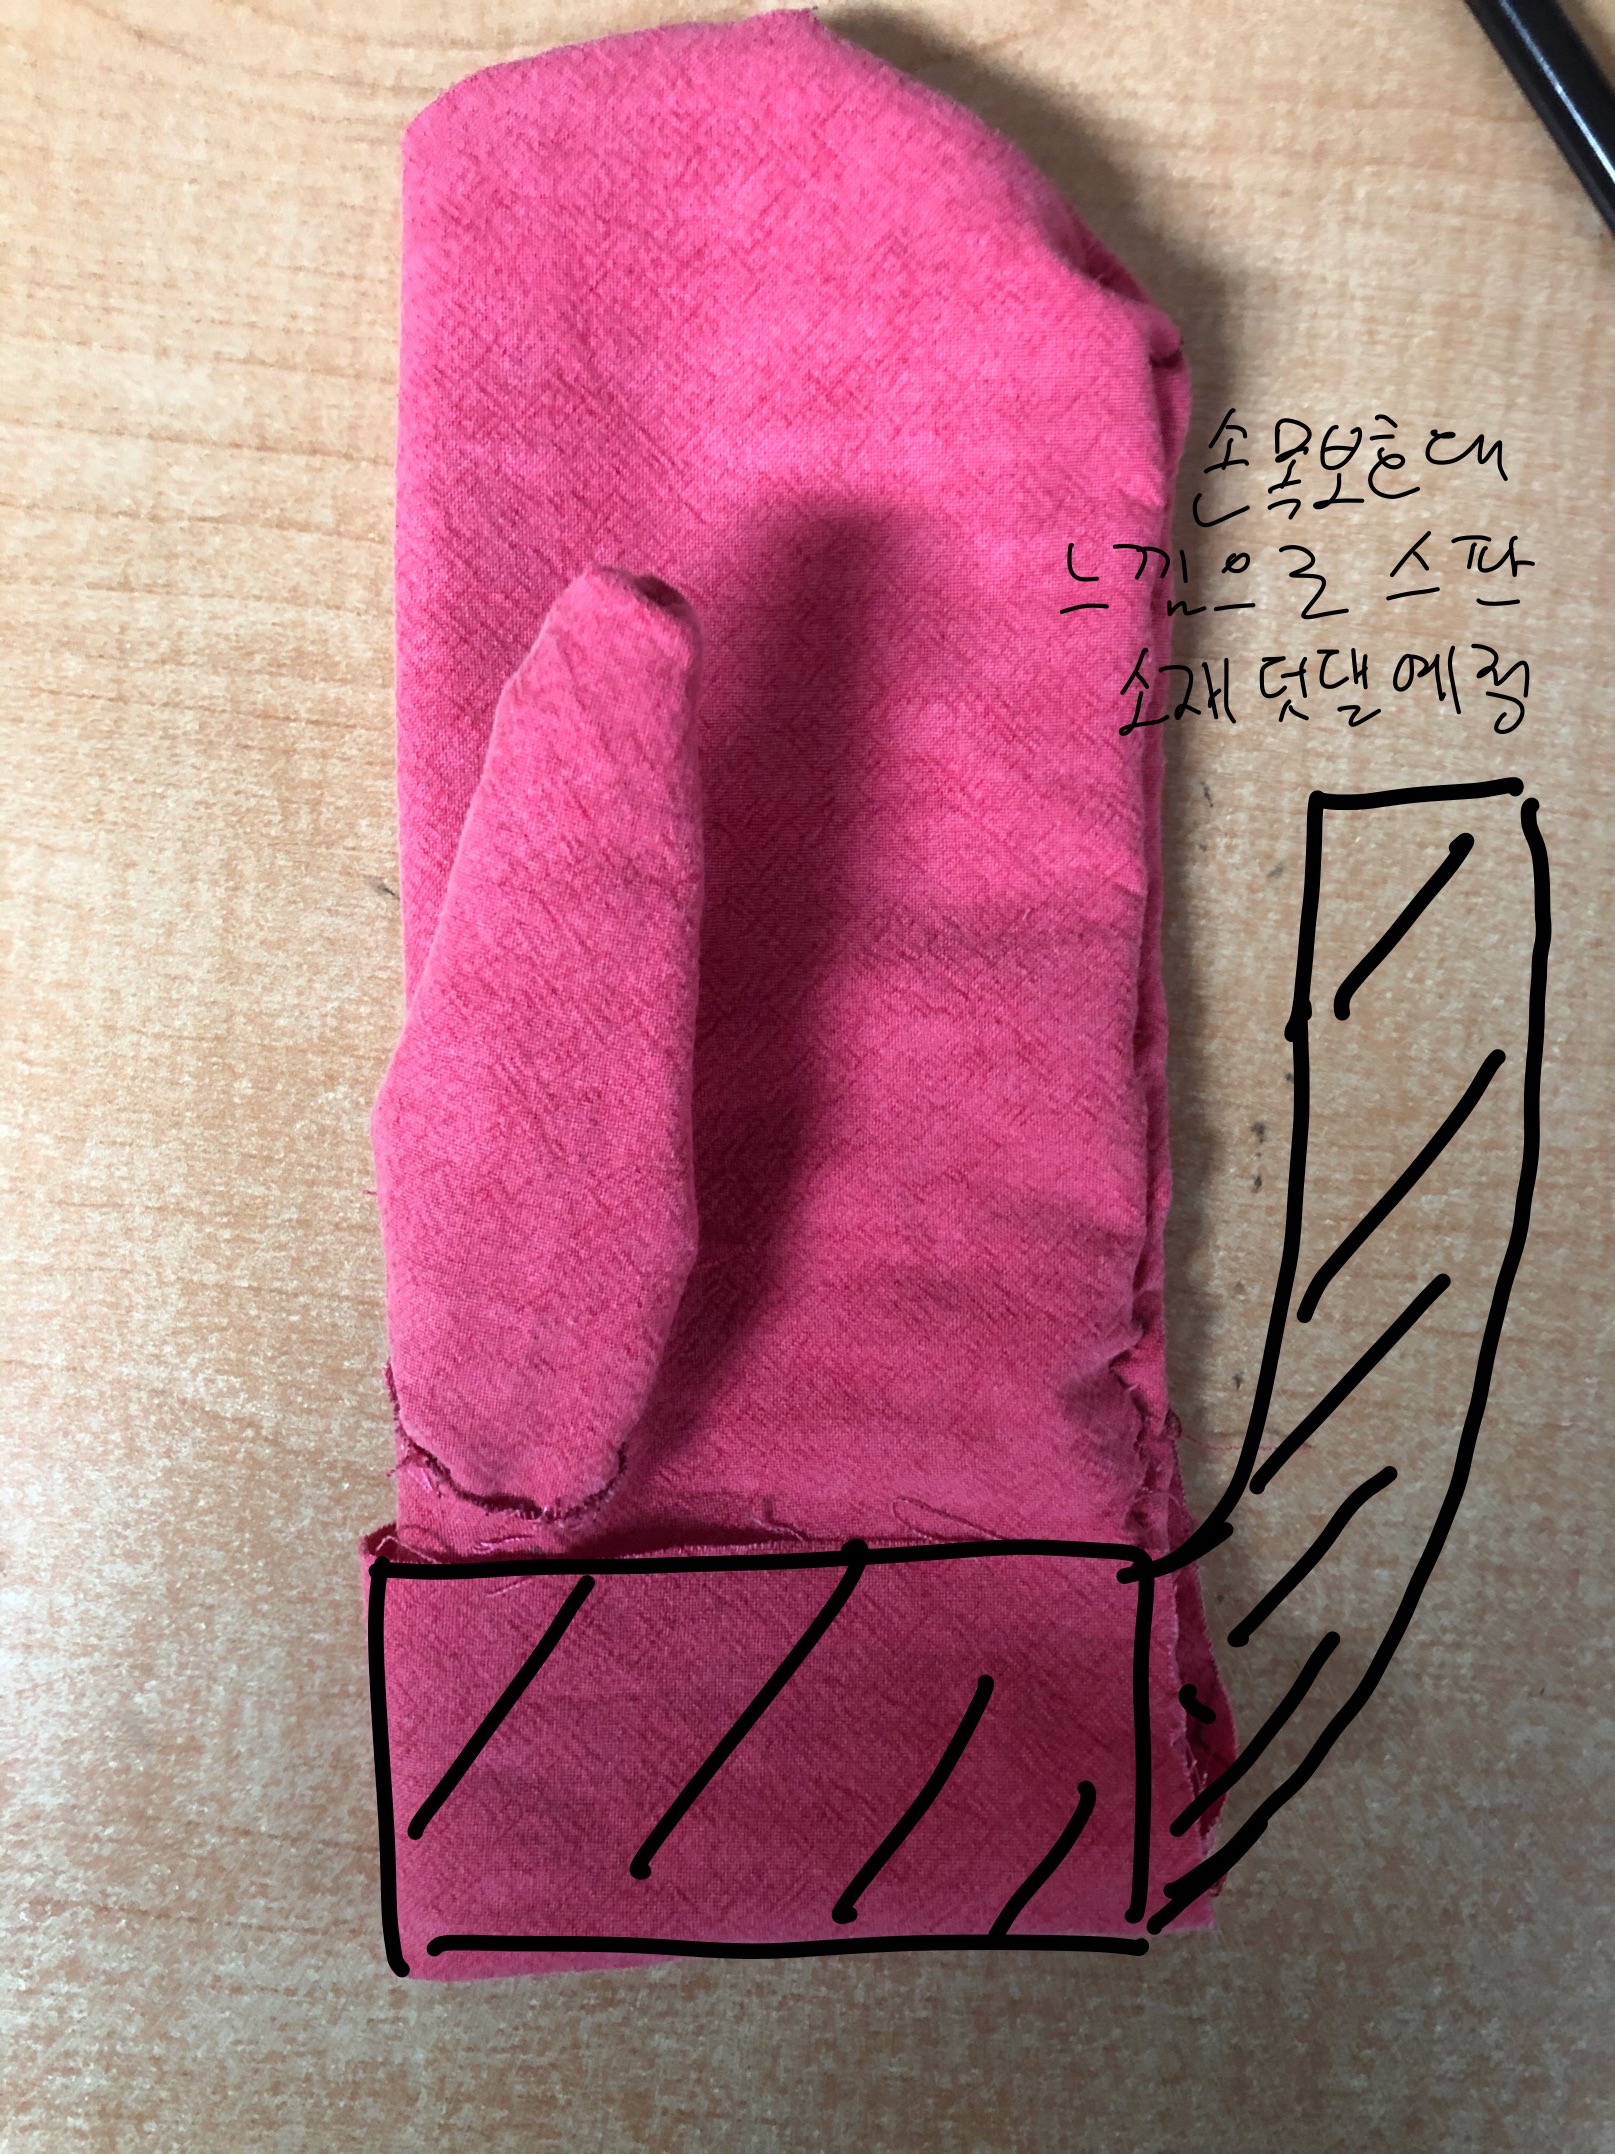 손목보호대
느낌으로 스판
소재 덧댈 예정